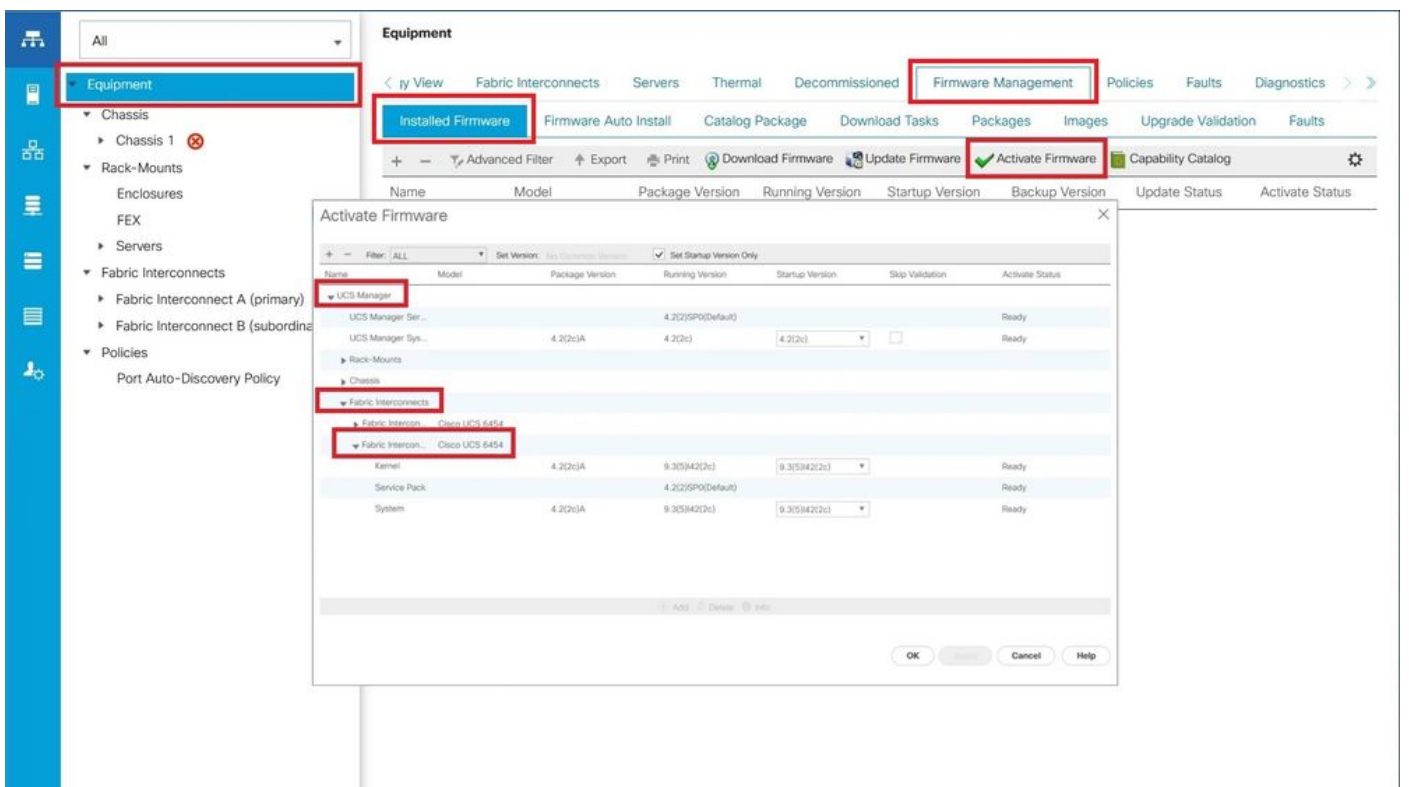 All
Equipment
Chassis
Chassis 1
Rack-Mounts
Enclosures
FEX
Servers
Fabric Interconnects
Fabric Interconnect A (primary)
Fabric Interconnect B (subordina
Policies
Port Auto-Discovery Policy
Equipment
ry View Fabric Interconnects Servers Thermal Decommissioned Firmware Management Policies Faults Diagnostics
Installed Firmware Firmware Auto Install Catalog Package Download Tasks Packages Images Upgrade Validation Faults
+ − Advanced Filter Export Print Download Firmware Update Firmware Activate Firmware Capability Catalog
Name Model Package Version Running Version Startup Version Backup Version Update Status Activate Status
Activate Firmware
+ − Filter: ALL Set Version: No Common Version Set Startup Version Only
Name Model Package Version Running Version Startup Version Skip Validation Activate Status
UCS Manager
UCS Manager Ser... 4.2(2)SP0(Default) Ready
UCS Manager Sys... 4.2(2c)A 4.2(2c) 4.2(2c) Ready
Rack-Mounts
Chassis
Fabric Interconnects
Fabric Intercon... Cisco UCS 6454
Fabric Intercon... Cisco UCS 6454
Kernel 4.2(2c)A 9.3(5)I42(2c) 9.3(5)I42(2c) Ready
Service Pack 4.2(2)SP0(Default) Ready
System 4.2(2c)A 9.3(5)I42(2c) 9.3(5)I42(2c) Ready
Add Delete Info
OK Cancel Help